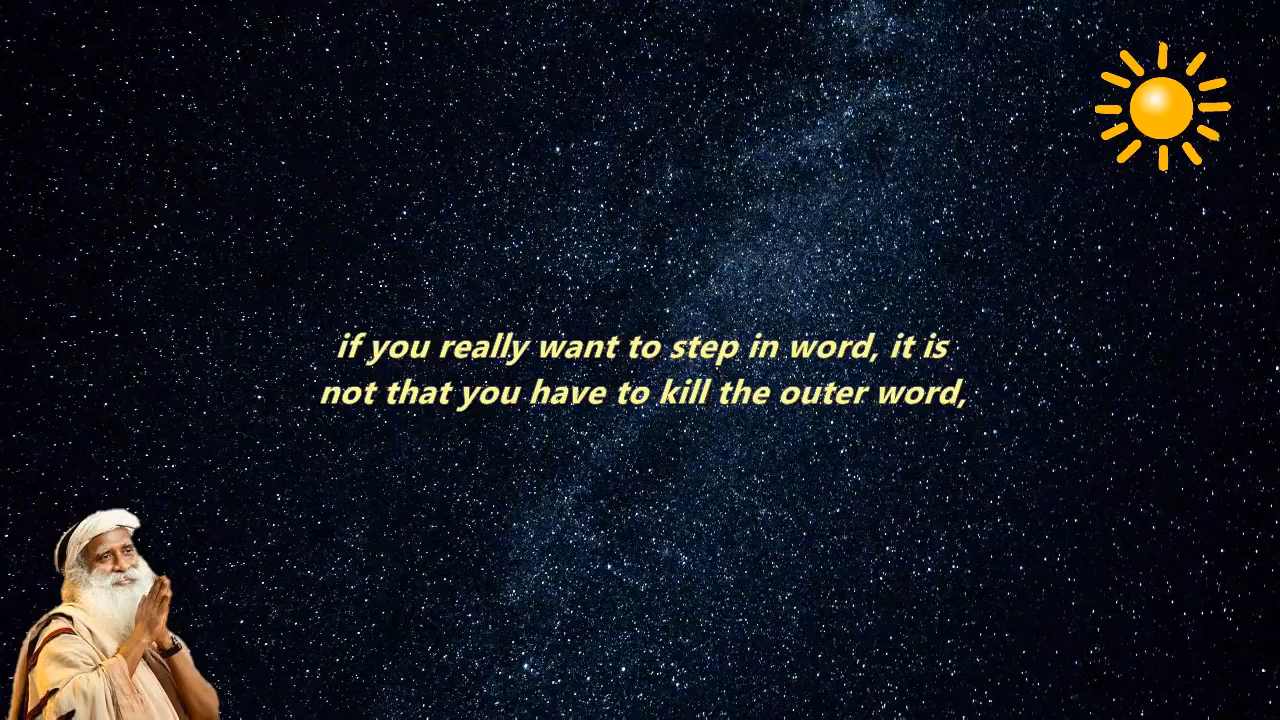 if you really want to step in word, it is
not that you have to kill the outer word,